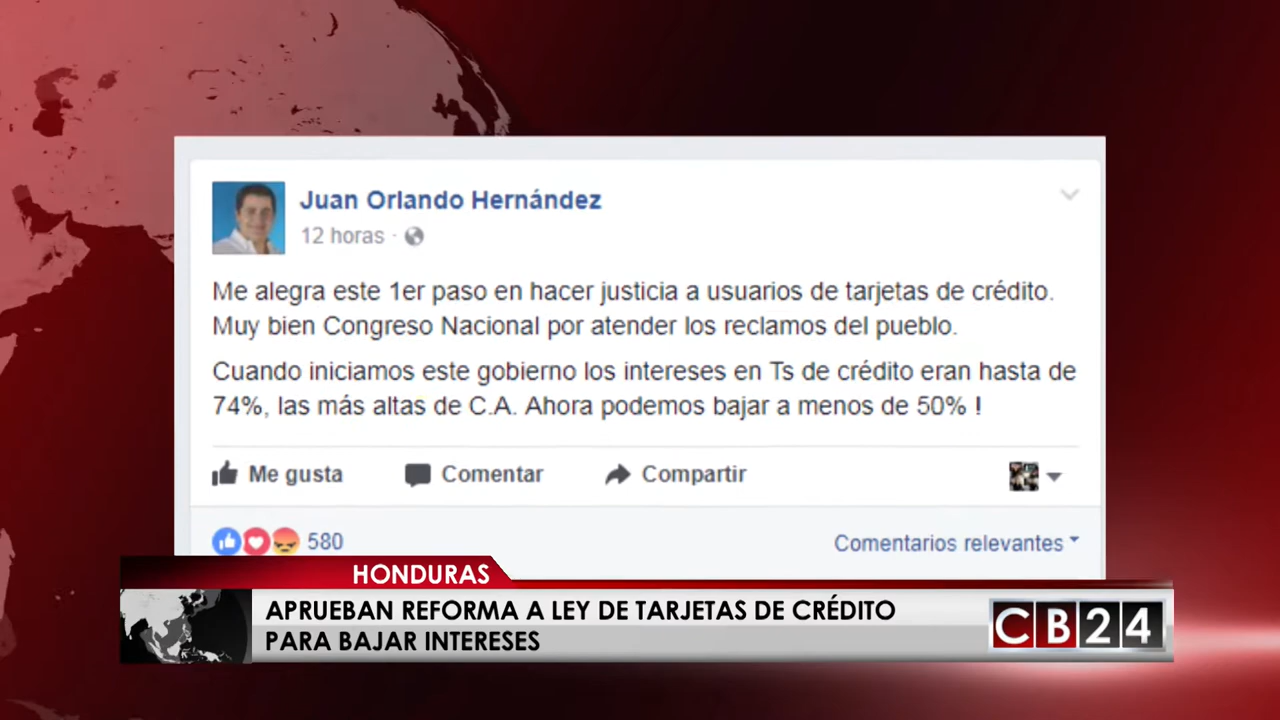 Juan Orlando Hernández
12 horas ·
Me alegra este 1er paso en hacer justicia a usuarios de tarjetas de crédito.
Muy bien Congreso Nacional por atender los reclamos del pueblo.
Cuando iniciamos este gobierno los intereses en Ts de crédito eran hasta de
74%, las más altas de C.A. Ahora podemos bajar a menos de 50% !
Me gusta Comentar Compartir
580 Comentarios relevantes
HONDURAS
APRUEBAN REFORMA A LEY DE TARJETAS DE CRÉDITO
PARA BAJAR INTERESES
CB24